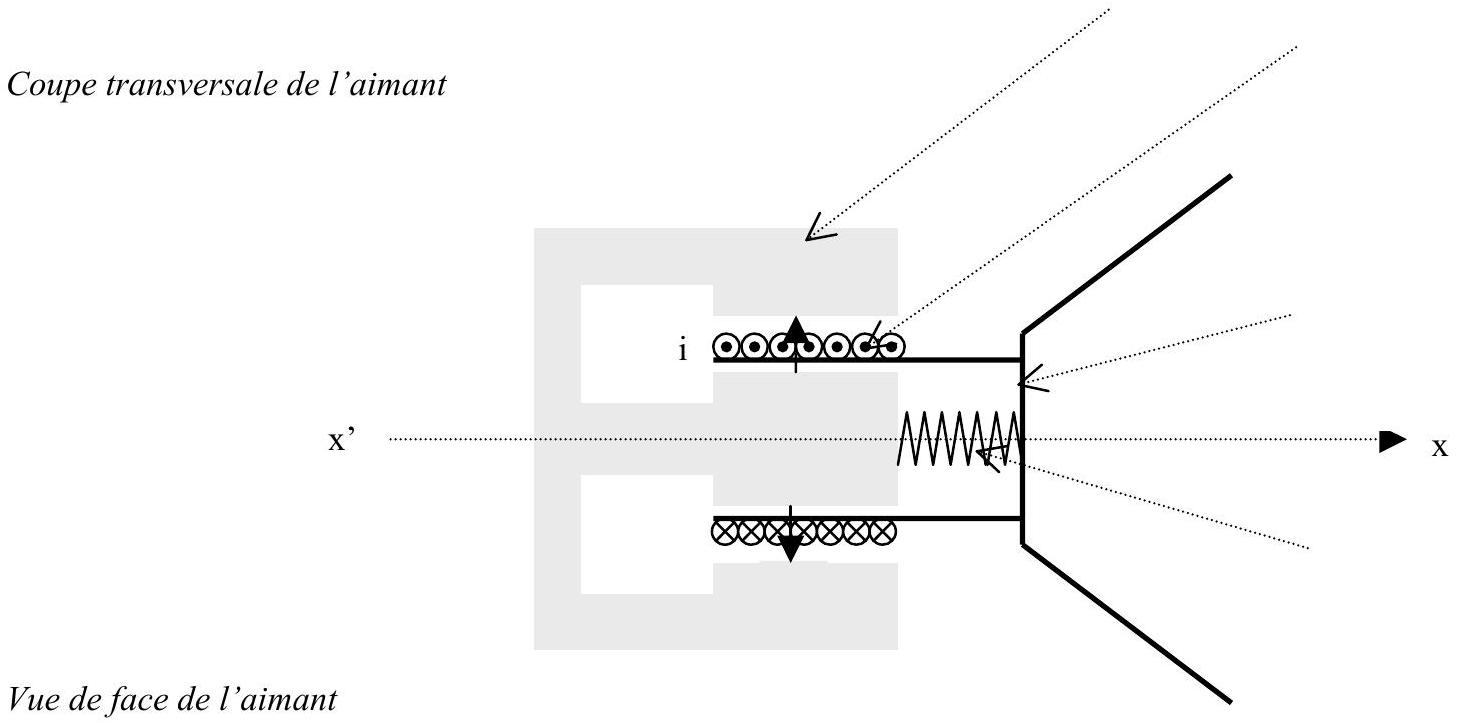 Coupe transversale de l’aimant
i
x’
x
Vue de face de l’aimant